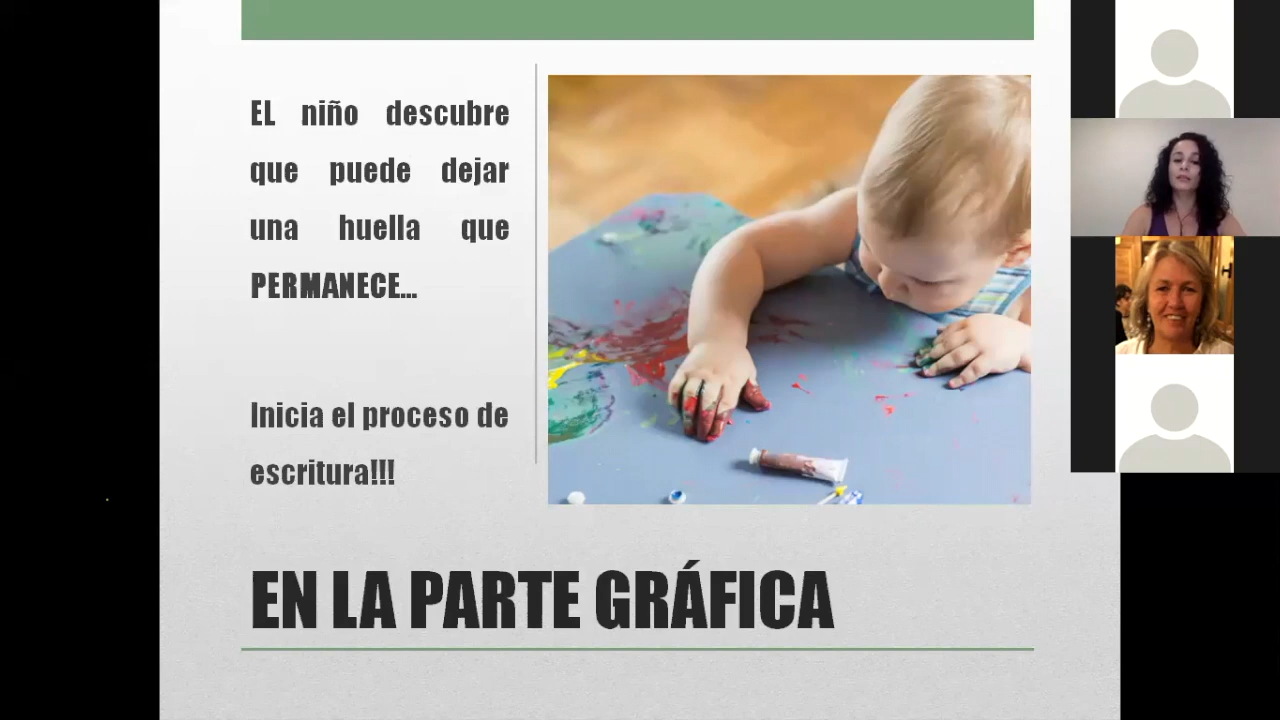 EL niño descubre
que puede dejar
una huella que
PERMANECE...
Inicia el proceso de
escritura!!!
EN LA PARTE GRÁFICA